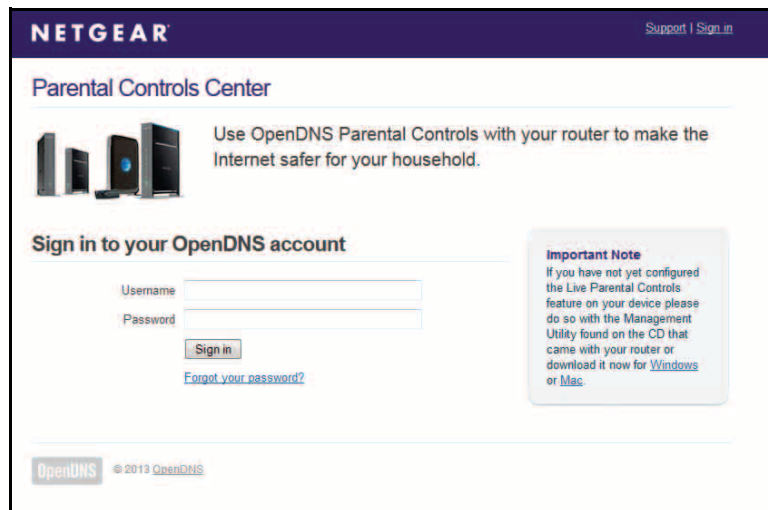 NETGEAR
Support | Sign in
Parental Controls Center
Use OpenDNS Parental Controls with your router to make the
Internet safer for your household.
Sign in to your OpenDNS account
Username
Password
Sign in
Forgot your password?
Important Note
If you have not yet configured
the Live Parental Controls
feature on your device please
do so with the Management
Utility found on the CD that
came with your router or
download it now for Windows
or Mac.
OpenDNS
© 2013 OpenDNS